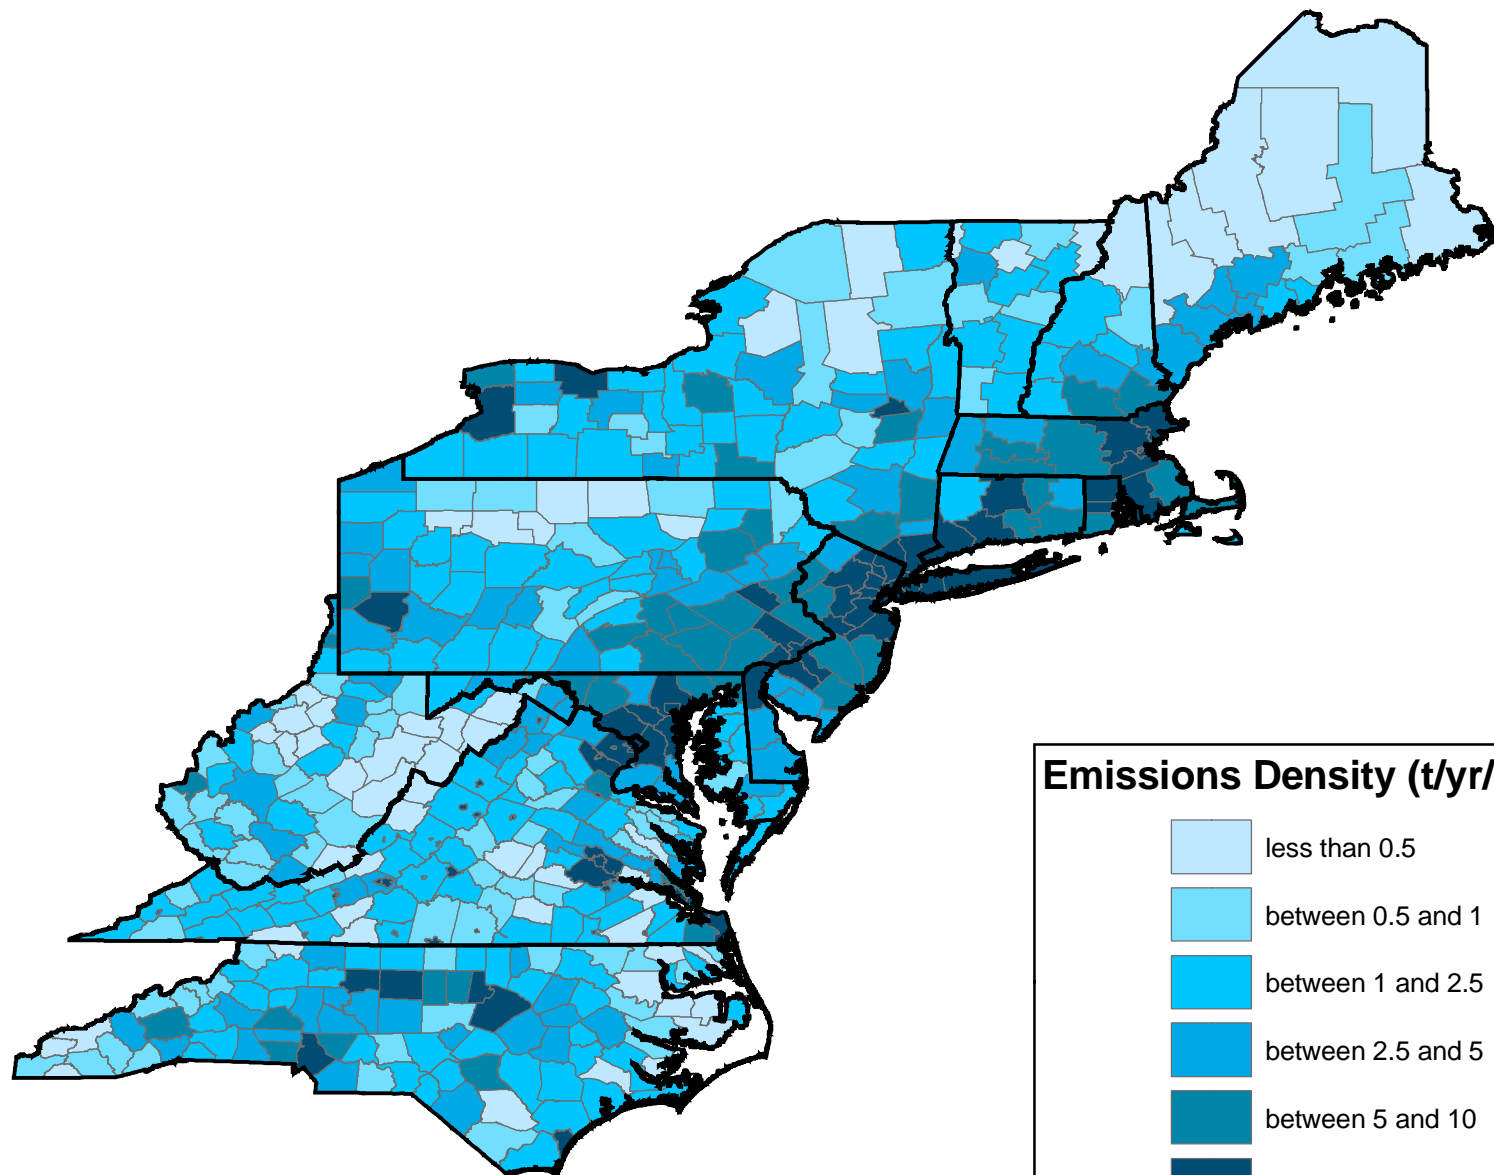 Emissions Density (t/yr/
less than 0.5
between 0.5 and 1
between 1 and 2.5
between 2.5 and 5
between 5 and 10